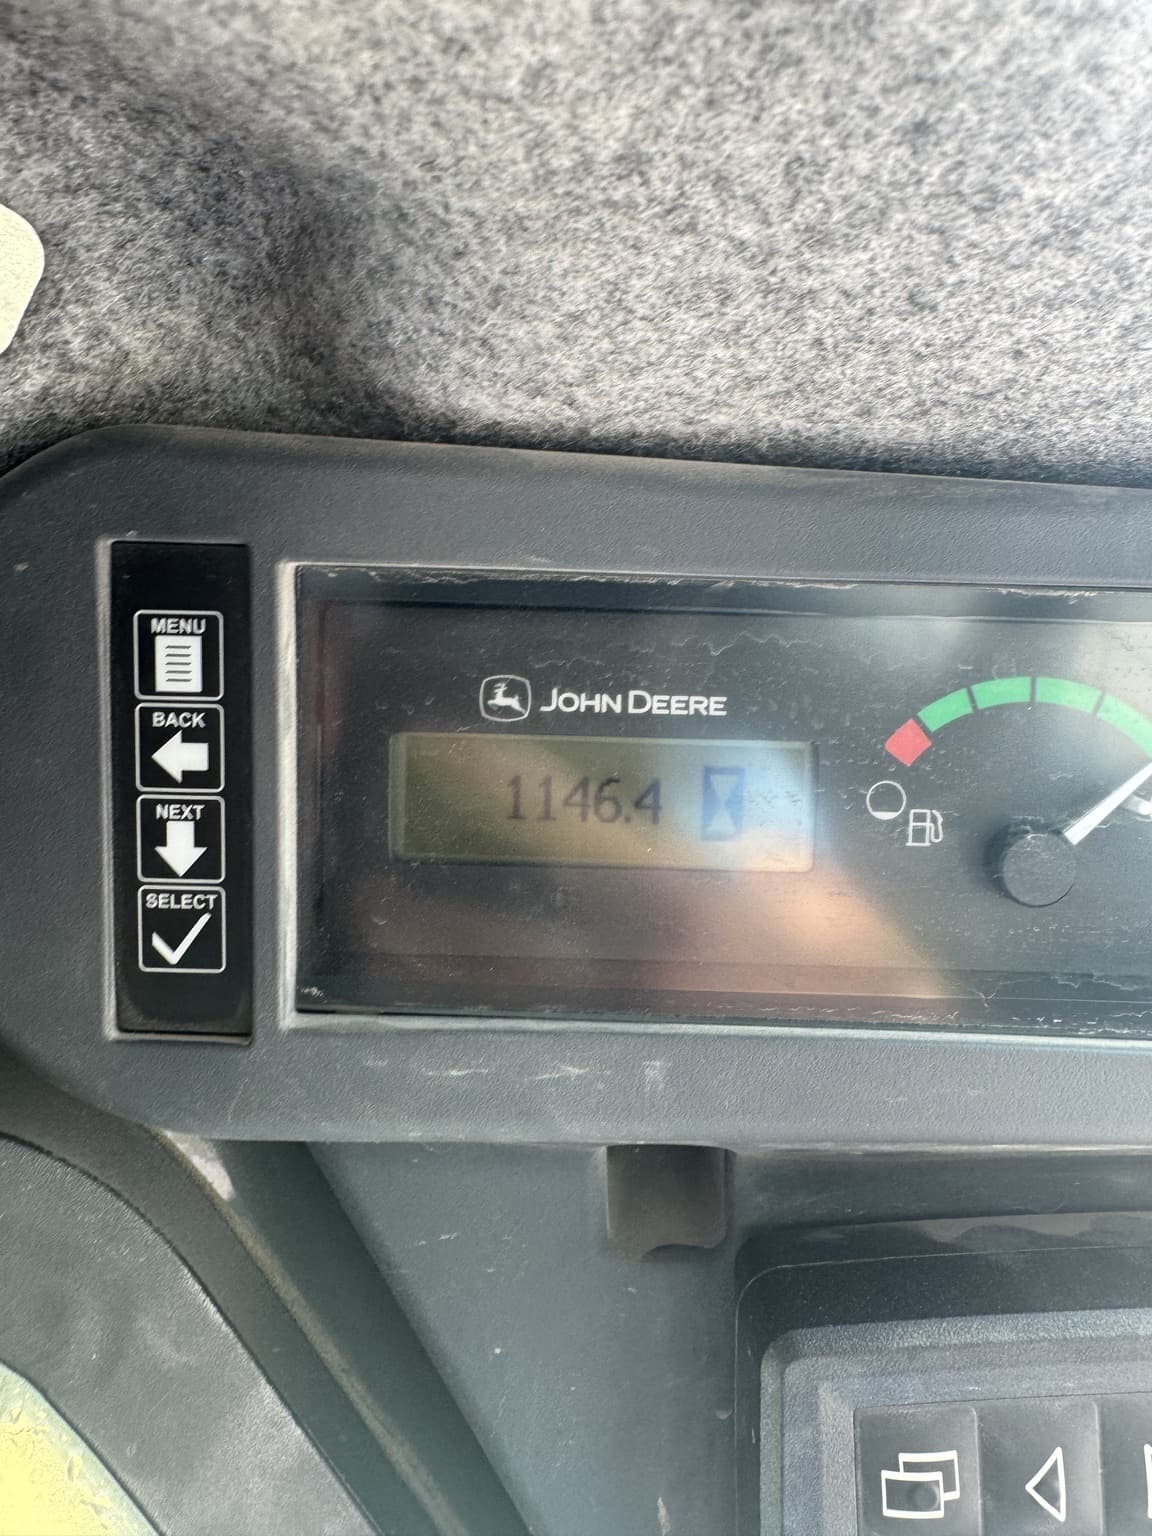 MENU
BACK
NEXT
SELECT
JOHN DEERE
1146.4